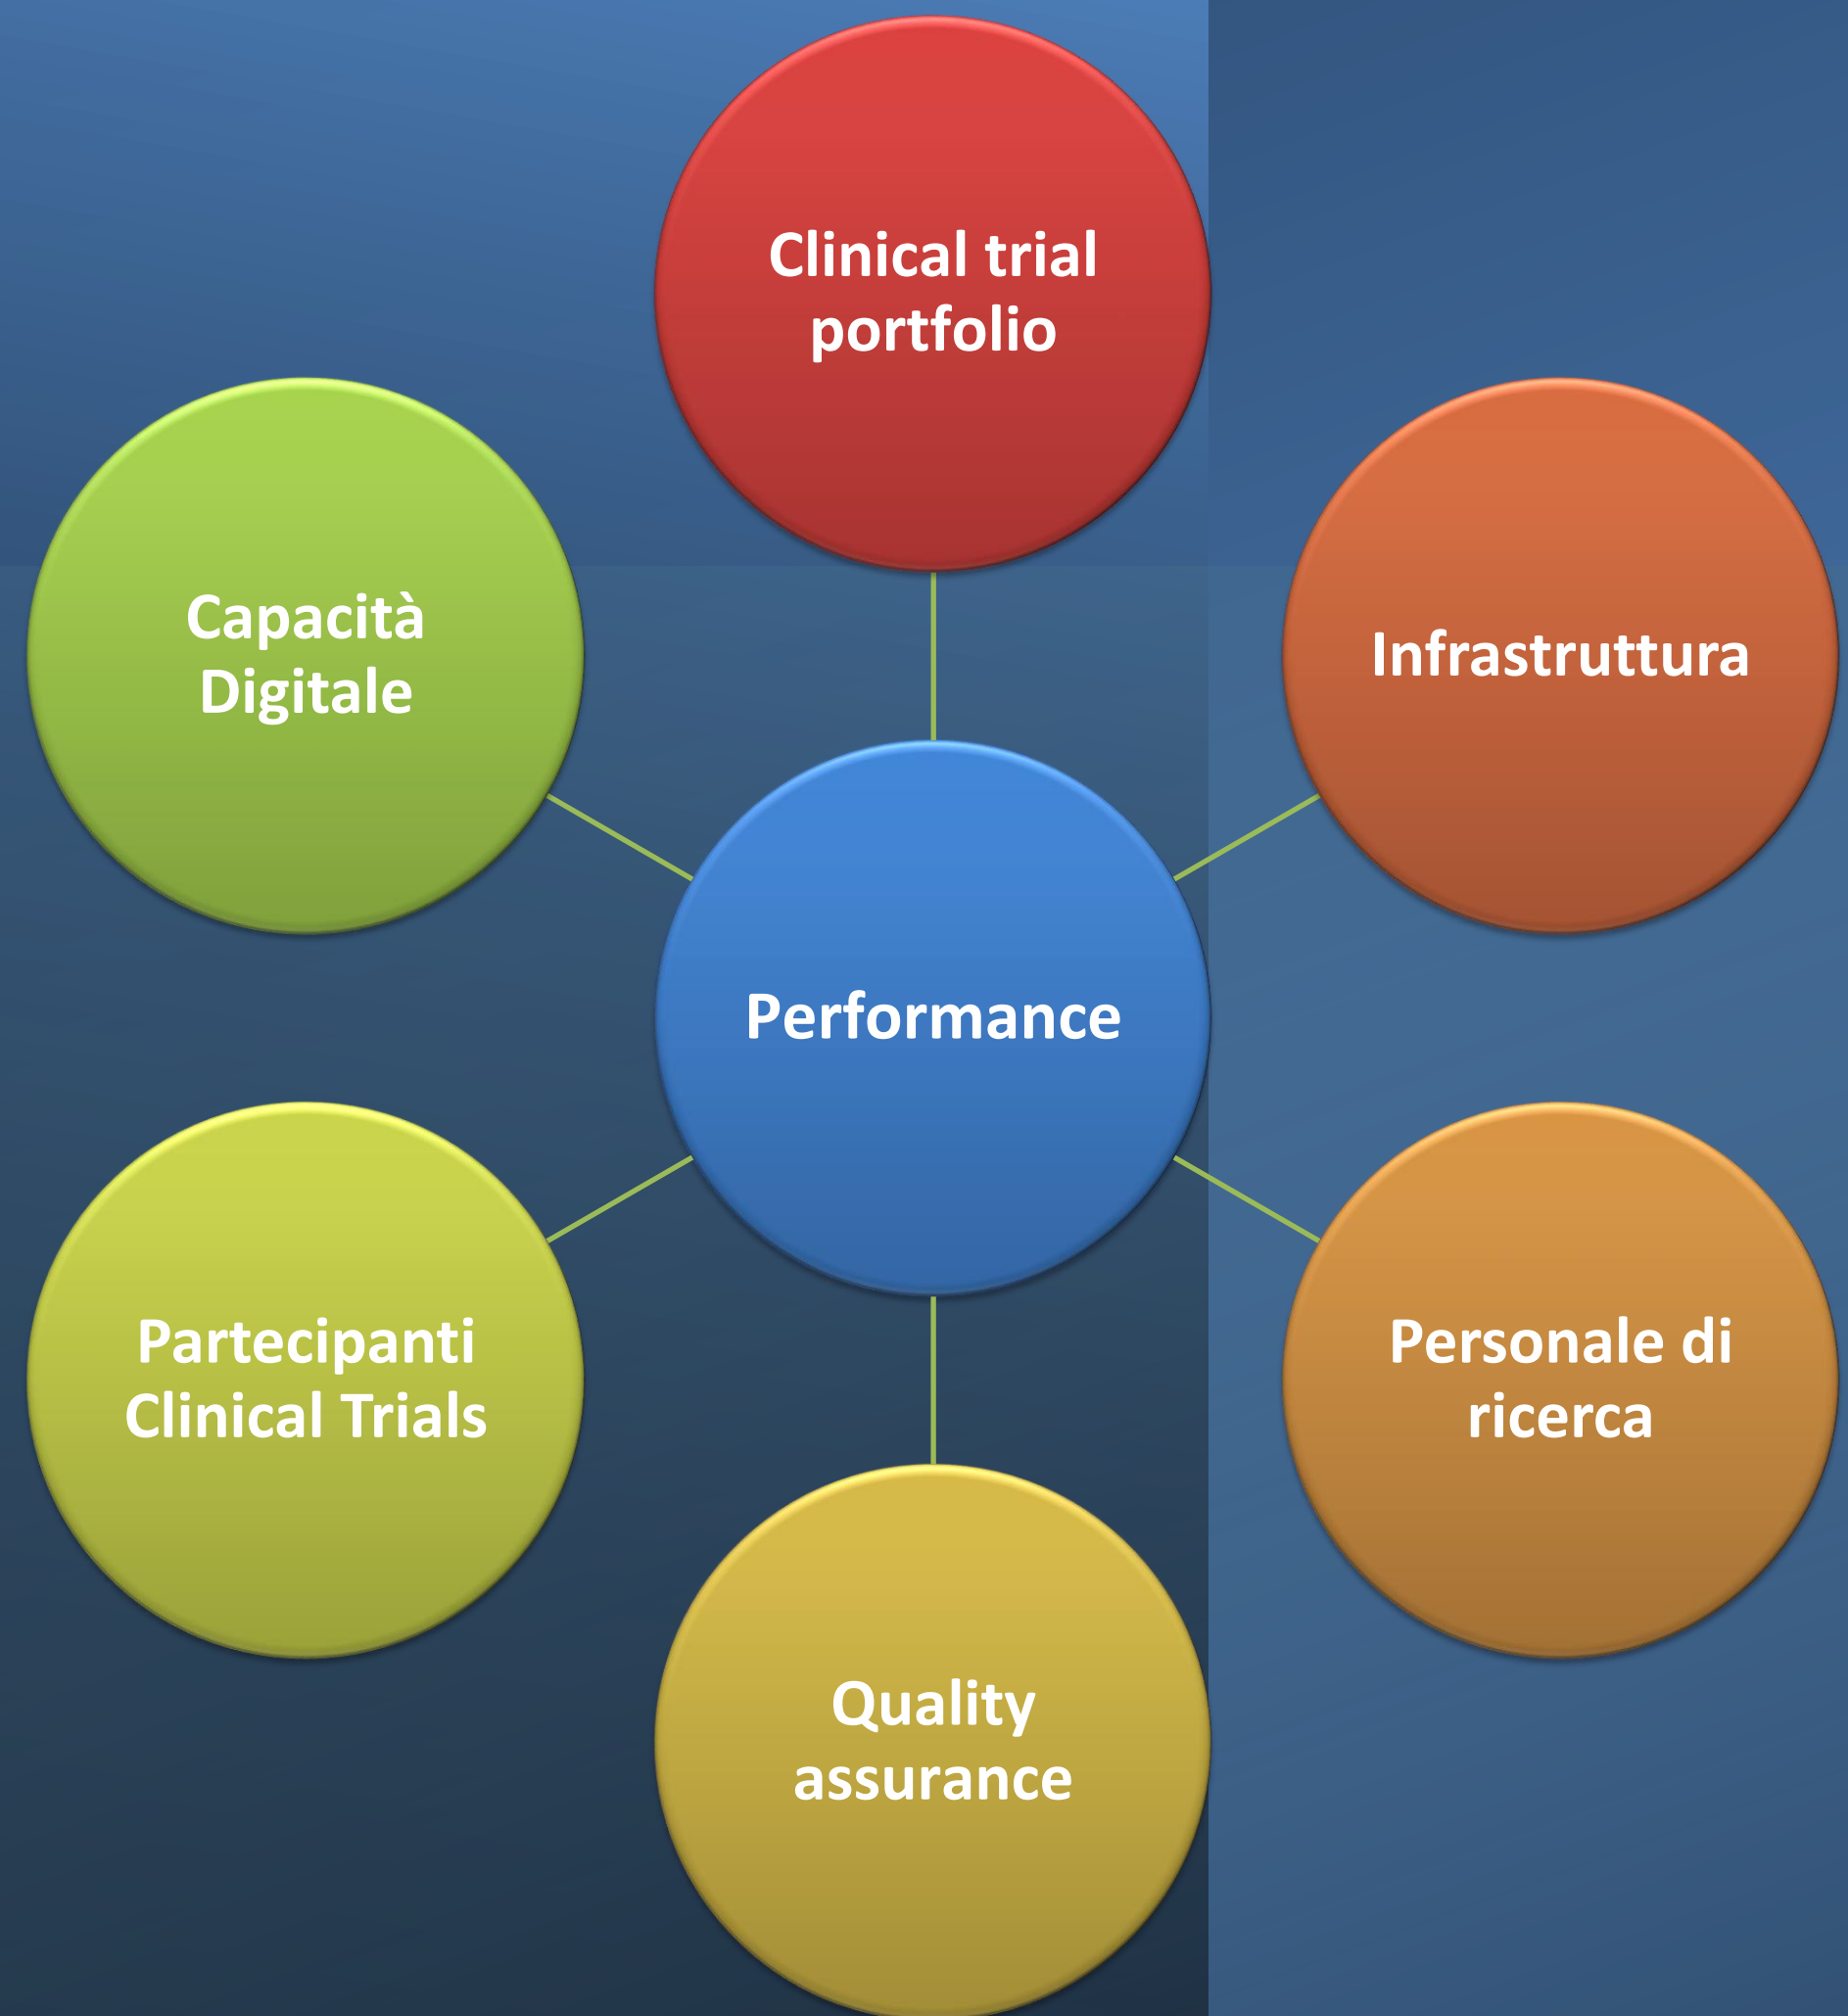 Clinical trial
portfolio
Capacità
Digitale
Infrastruttura
Performance
Partecipanti
Clinical Trials
Personale di
ricerca
Quality
assurance